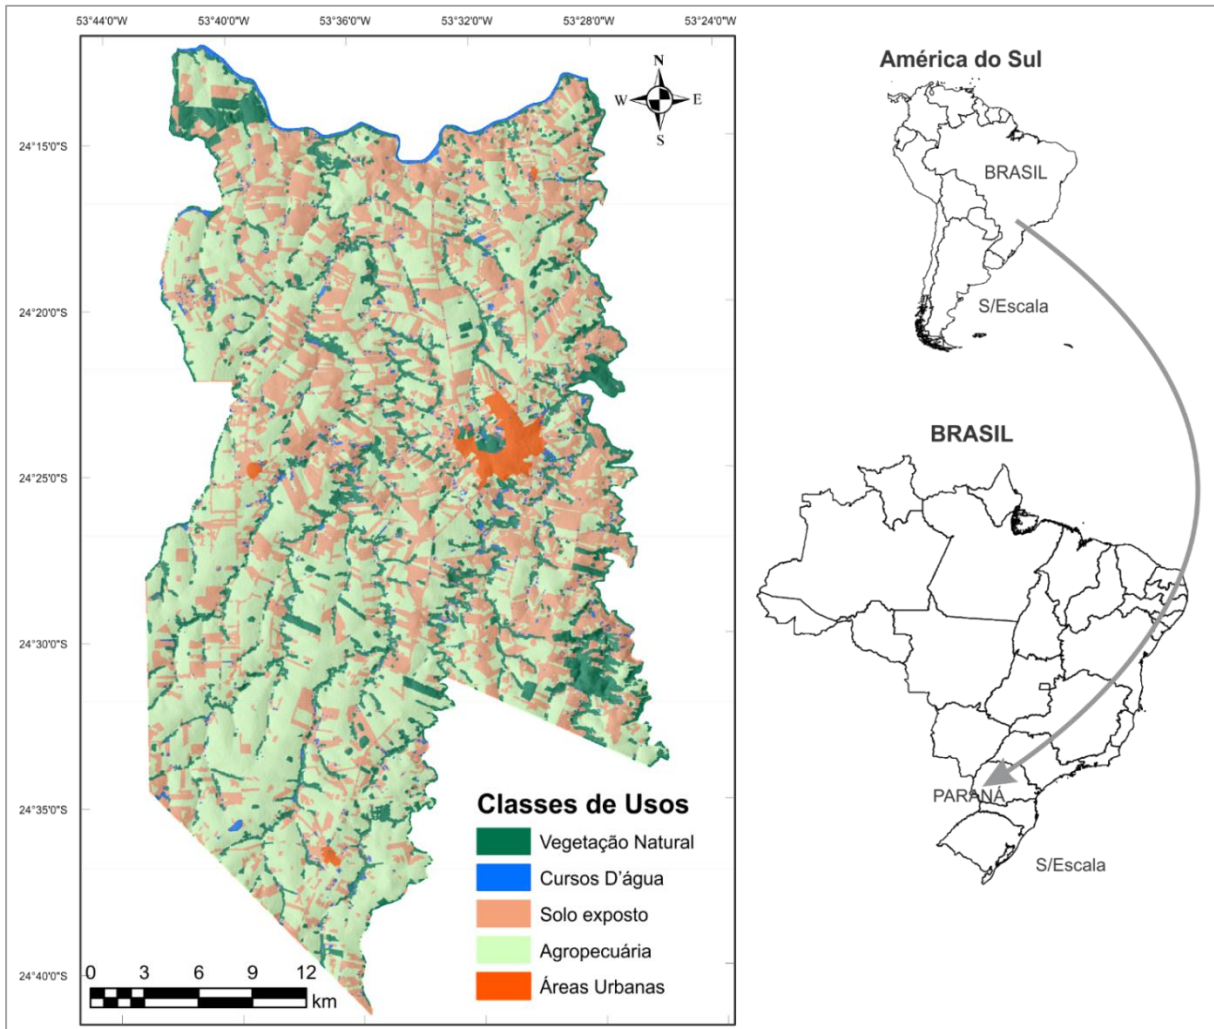 53°44'0"W
53°40'0"W
53°36'0"W
53°32'0"W
53°28'0"W
53°24'0"W
N
W
E
S
24°15'0"S
24°20'0"S
24°25'0"S
24°30'0"S
24°35'0"S
24°40'0"S
Classes de Usos
Vegetação Natural
Cursos D'água
Solo exposto
Agropecuária
Áreas Urbanas
0 3 6 9 12
km
América do Sul
BRASIL
S/Escala
BRASIL
PARANÁ
S/Escala